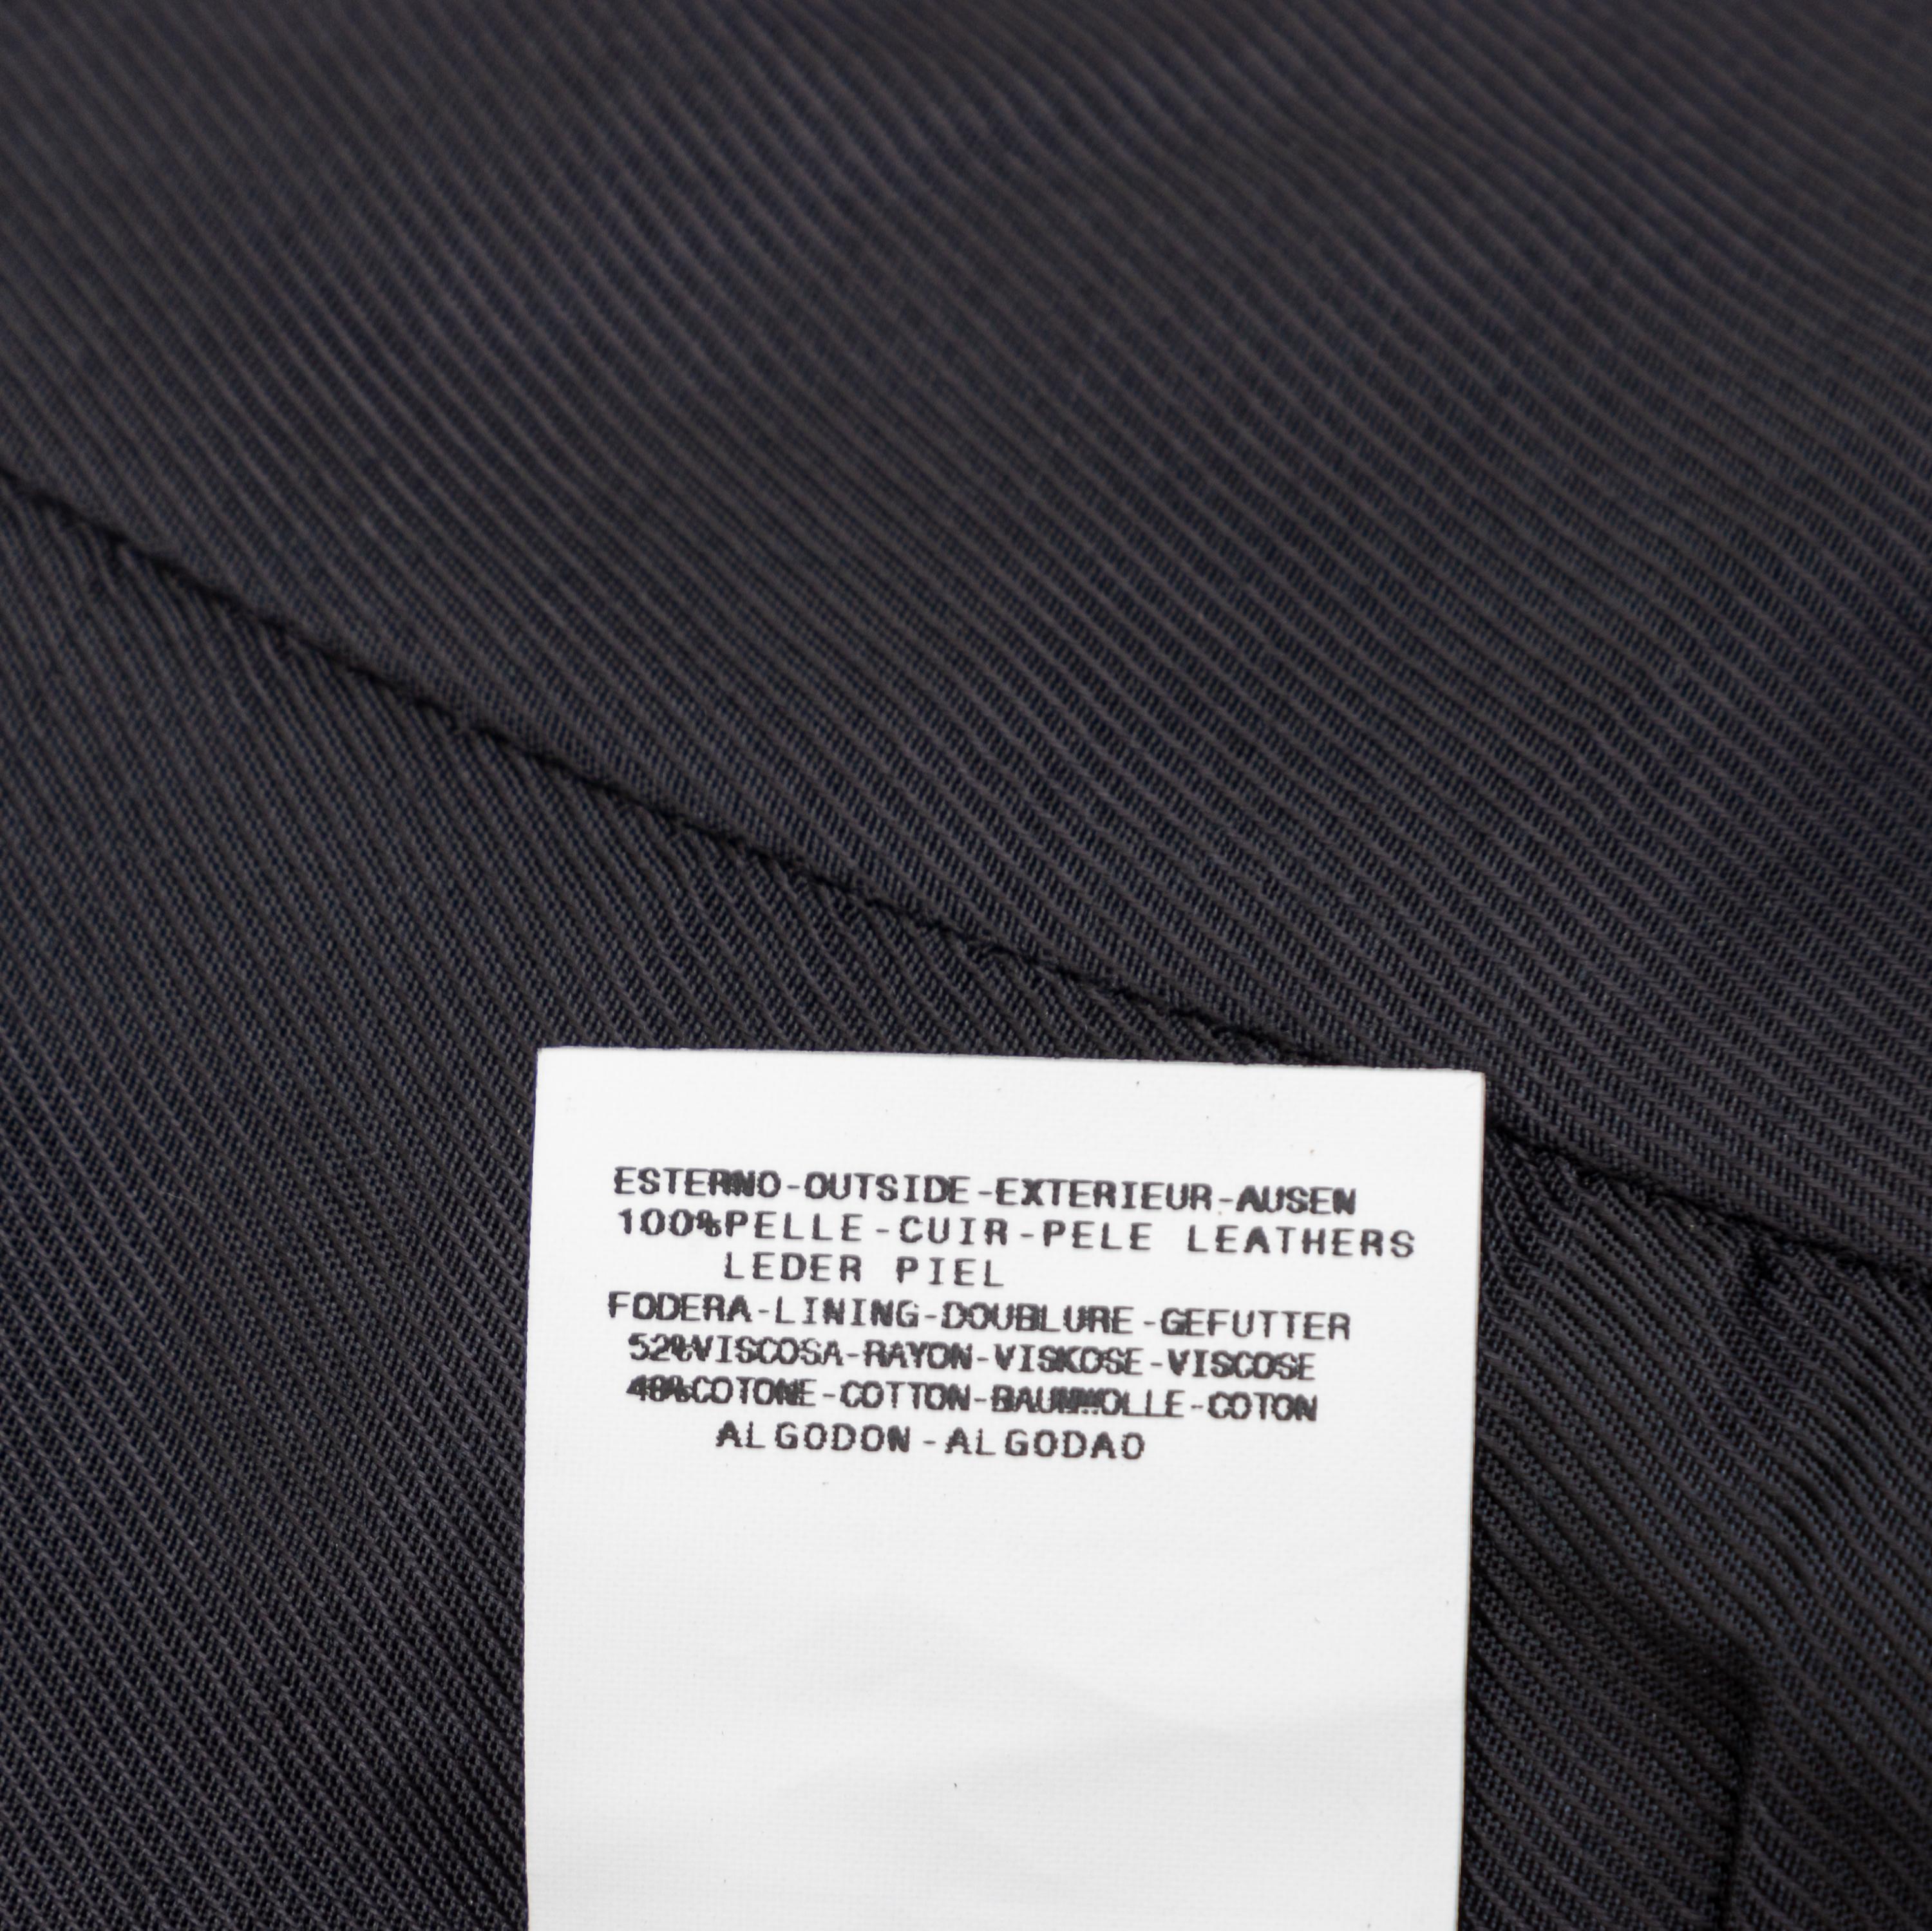 ESTERNO-OUTSIDE-EXTERIEUR-AUSEN
100%PELLE-CUIR-PELE LEATHERS
LEDER PIEL
FODERA-LINING-DOUBLURE-GEFUTTER
52%VISCOSA-RAYON-VISKOSE-VISCOSE
48%COTONE-COTTON-BAUMWOLLE-COTON
ALGODON-ALGODAO